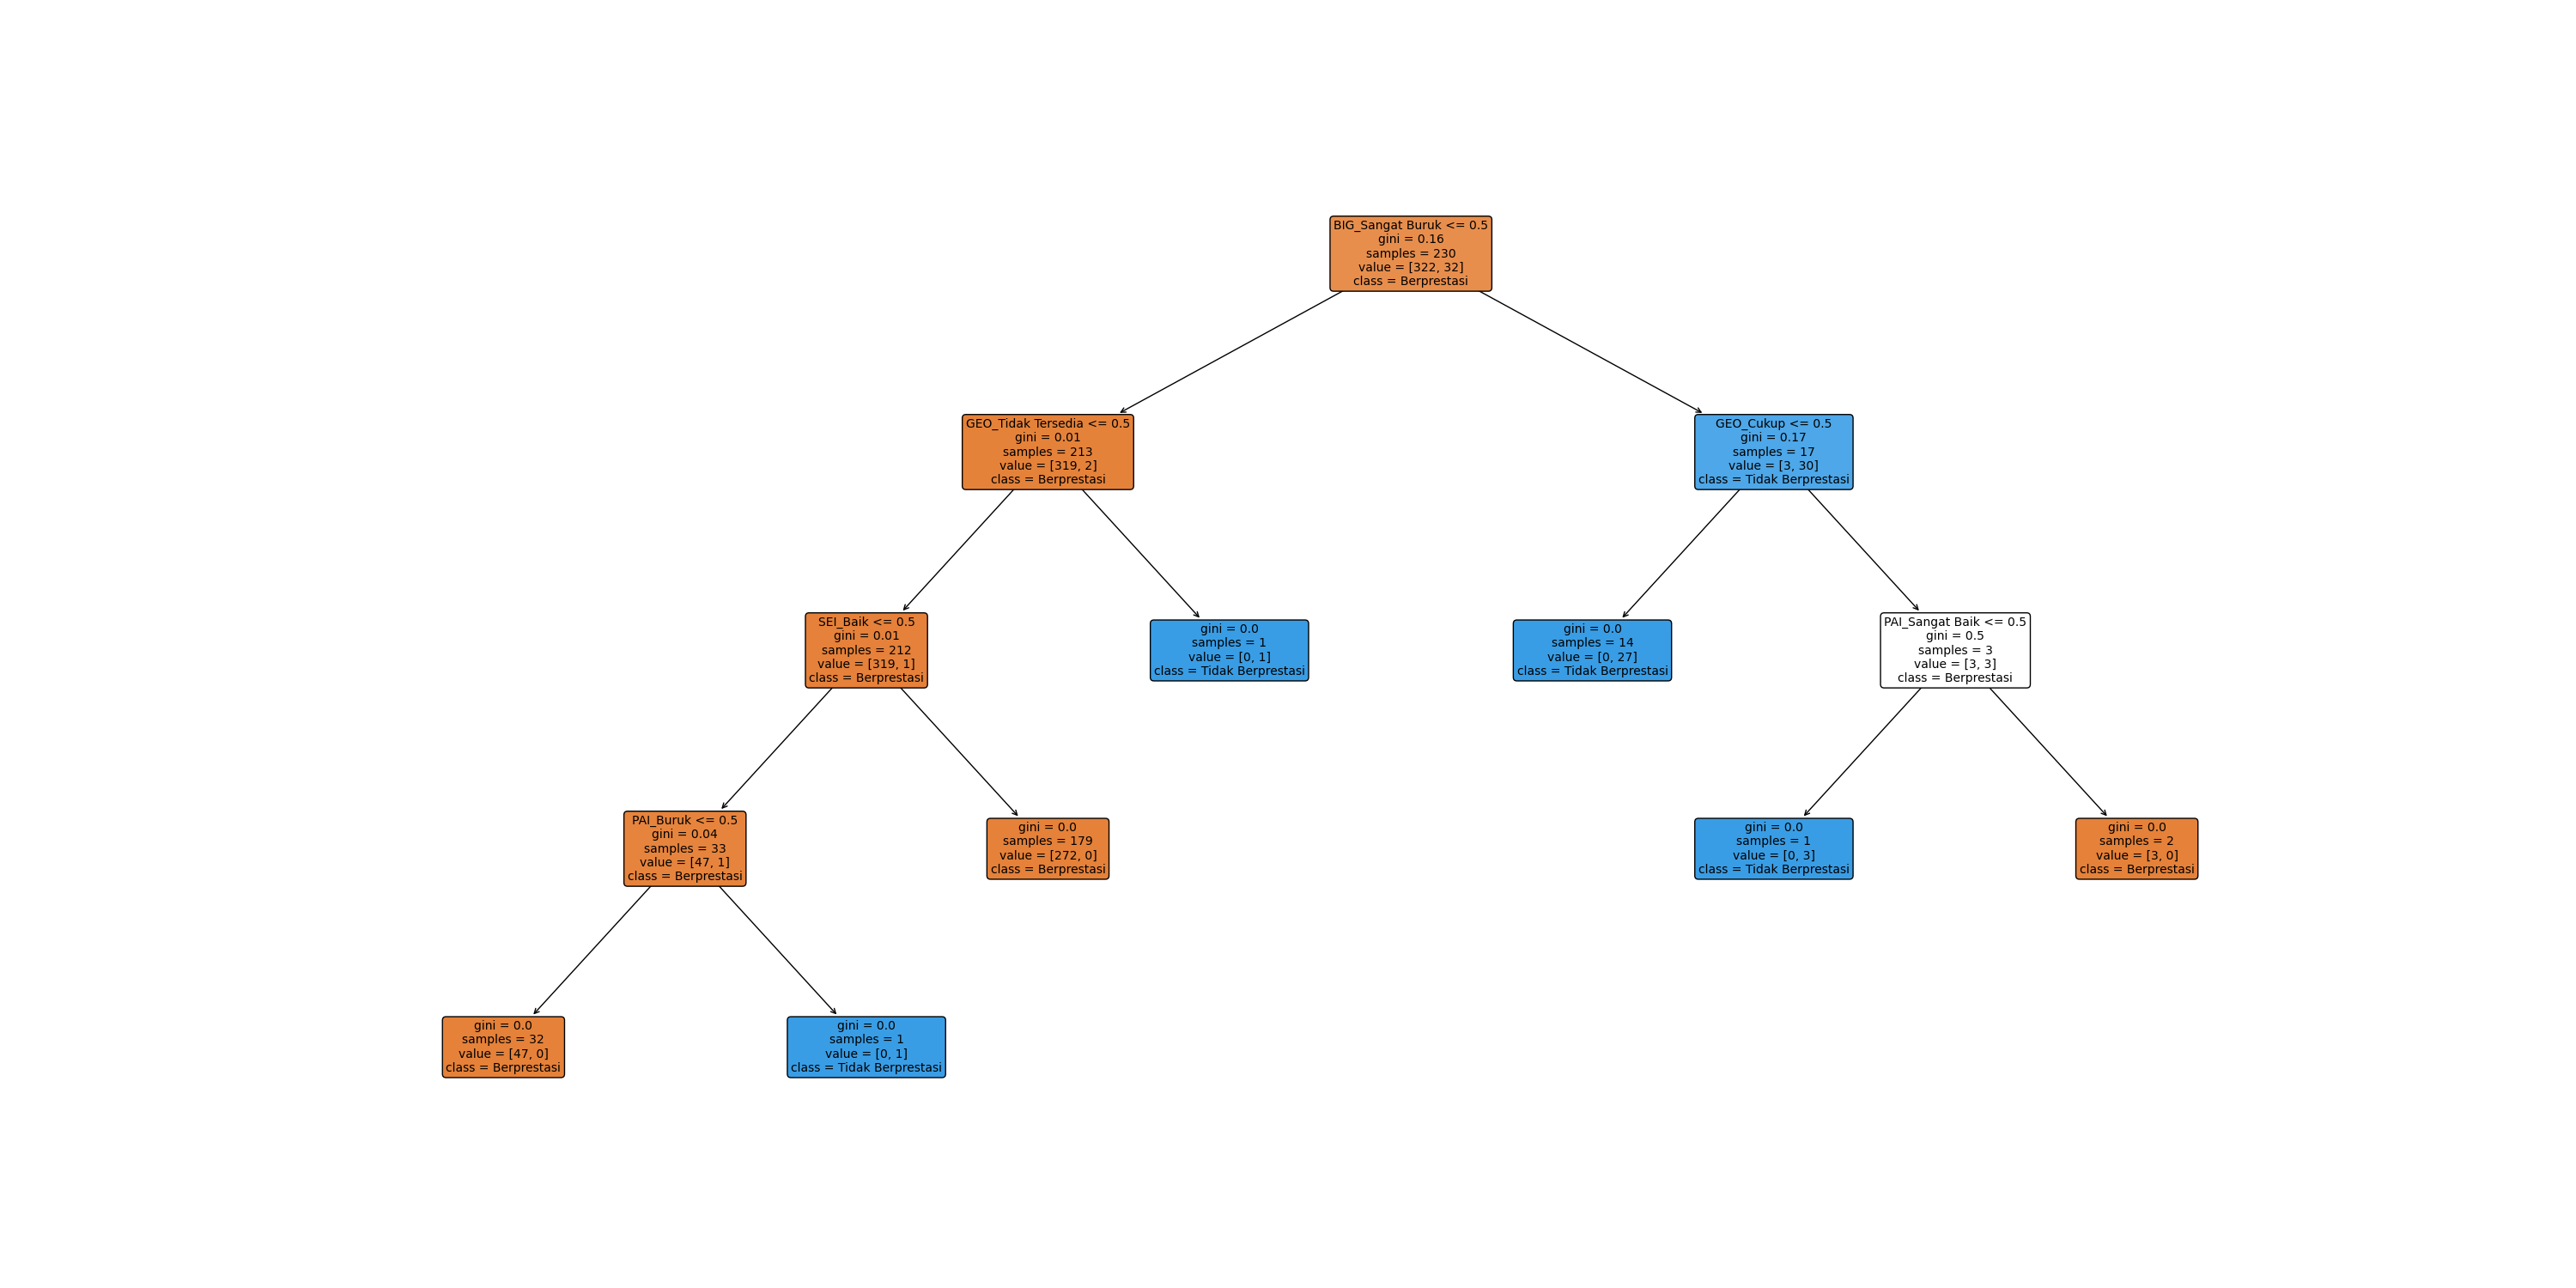 BIG_Sangat Buruk <= 0.5
gini = 0.16
samples = 230
value = [322, 32]
class = Berprestasi
GEO_Tidak Tersedia <= 0.5
gini = 0.01
samples = 213
value = [319, 2]
class = Berprestasi
GEO_Cukup <= 0.5
gini = 0.17
samples = 17
value = [3, 30]
class = Tidak Berprestasi
SEI_Baik <= 0.5
gini = 0.01
samples = 212
value = [319, 1]
class = Berprestasi
gini = 0.0
samples = 1
value = [0, 1]
class = Tidak Berprestasi
gini = 0.0
samples = 14
value = [0, 27]
class = Tidak Berprestasi
PAI_Sangat Baik <= 0.5
gini = 0.5
samples = 3
value = [3, 3]
class = Berprestasi
PAI_Buruk <= 0.5
gini = 0.04
samples = 33
value = [47, 1]
class = Berprestasi
gini = 0.0
samples = 179
value = [272, 0]
class = Berprestasi
gini = 0.0
samples = 1
value = [0, 3]
class = Tidak Berprestasi
gini = 0.0
samples = 2
value = [3, 0]
class = Berprestasi
gini = 0.0
samples = 32
value = [47, 0]
class = Berprestasi
gini = 0.0
samples = 1
value = [0, 1]
class = Tidak Berprestasi